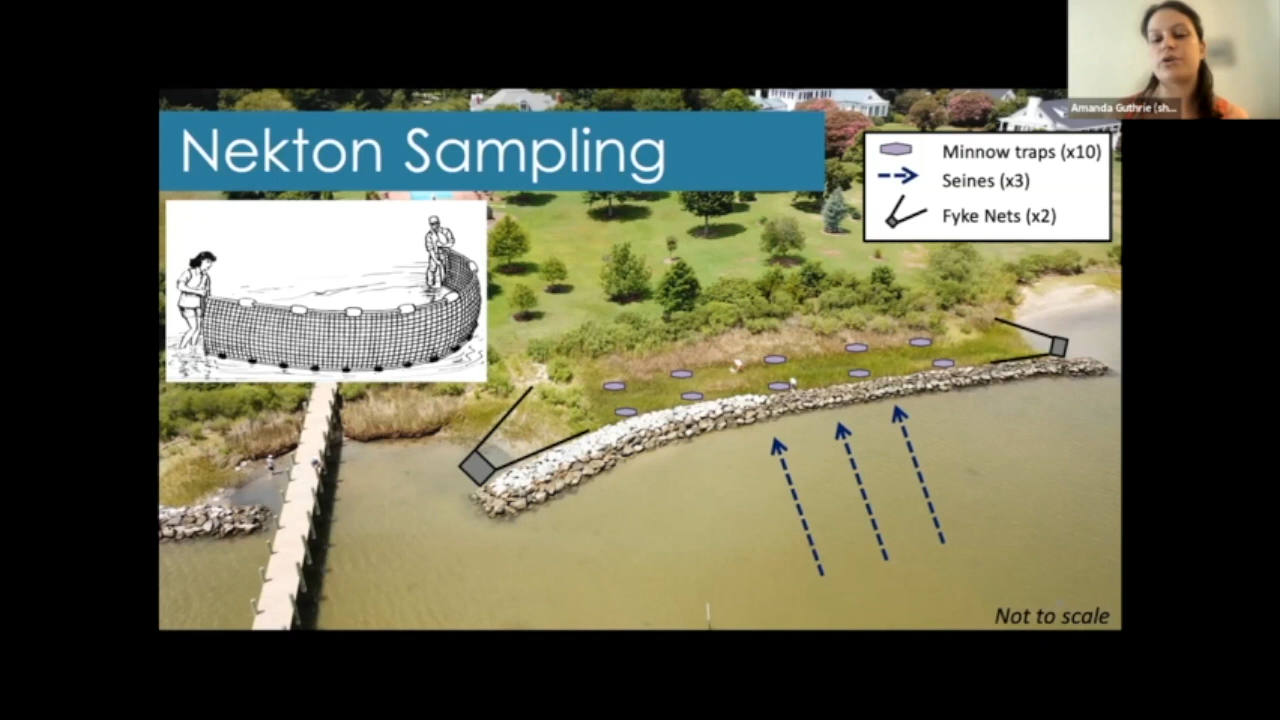 Amanda Guthrie (sh...
Nekton Sampling
Minnow traps (x10)
Seines (x3)
Fyke Nets (x2)
Not to scale